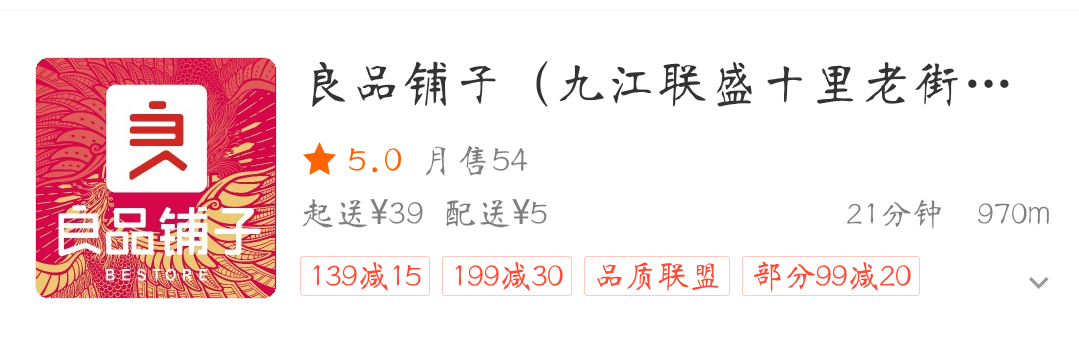 良品铺子（九江联盛十里老街…
5.0 月售54
起送¥39 配送¥5 21分钟 970m
139减15 199减30 品质联盟 部分99减20
良
良品铺子
BESTORE